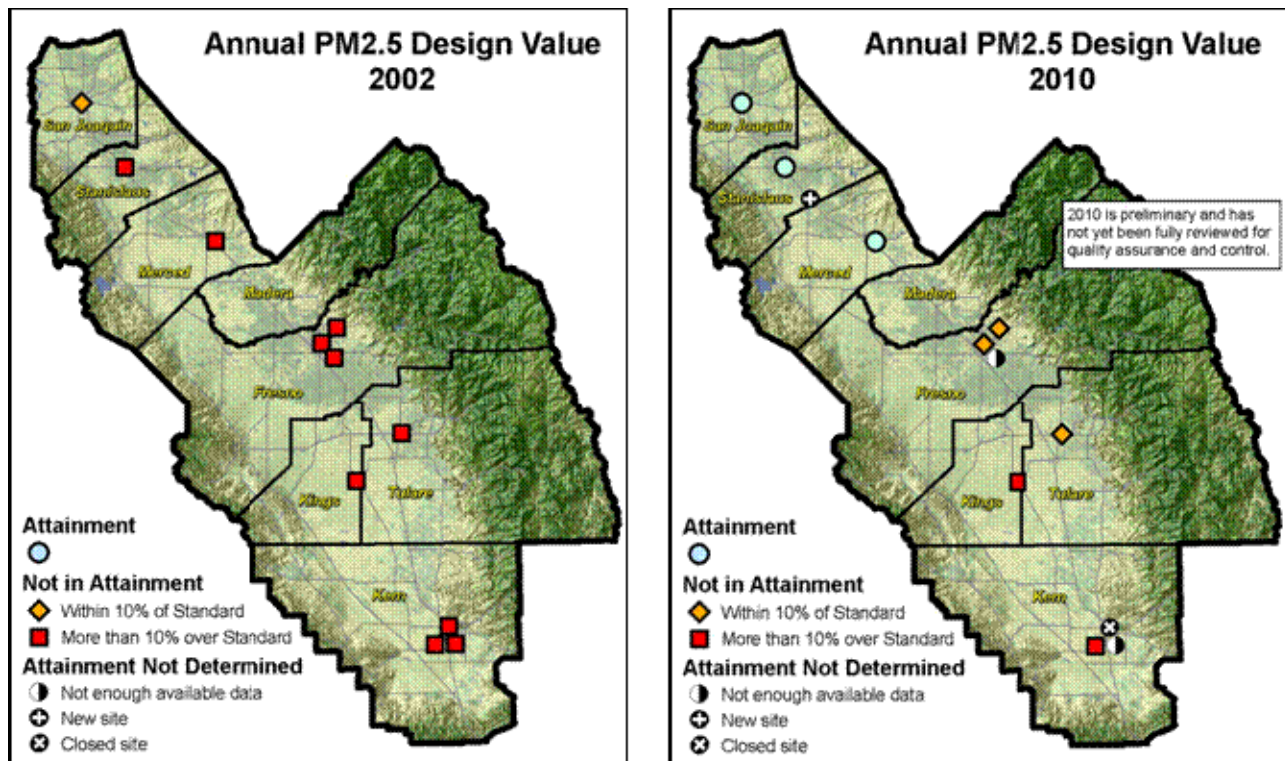 Annual PM2.5 Design Value
2002
San Joaquin
Stanislaus
Merced
Madera
Fresno
Kings
Tulare
Kern
Attainment
Not in Attainment
Within 10% of Standard
More than 10% over Standard
Attainment Not Determined
Not enough available data
New site
Closed site
Annual PM2.5 Design Value
2010
San Joaquin
Stanislaus
2010 is preliminary and has
not yet been fully reviewed for
quality assurance and control.
Merced
Madera
Fresno
Kings
Tulare
Kern
Attainment
Not in Attainment
Within 10% of Standard
More than 10% over Standard
Attainment Not Determined
Not enough available data
New site
Closed site